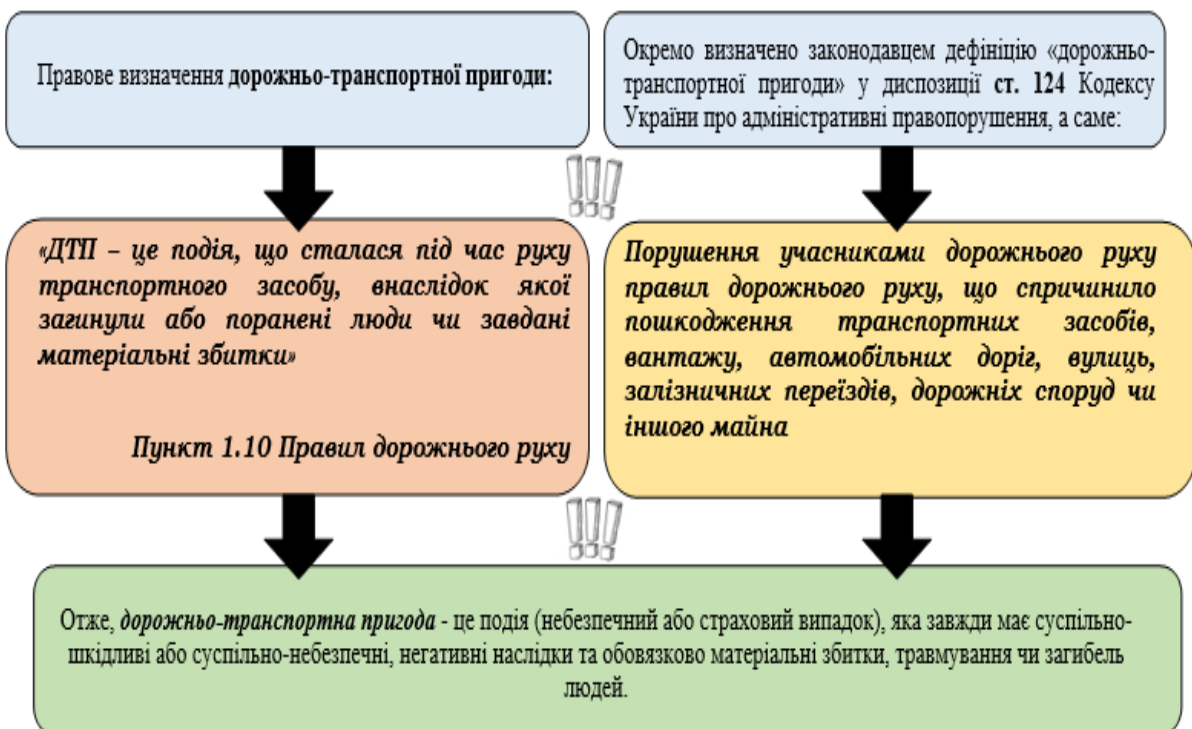 Правове визначення дорожньо-транспортної пригоди:
Окремо визначено законодавцем дефініцію «дорожньо-
транспортної пригоди» у диспозиції ст. 124 Кодексу
України про адміністративні правопорушення, а саме:
«ДТП – це подія, що сталася під час руху
транспортного засобу, внаслідок якої
загинули або поранені люди чи завдані
матеріальні збитки»
Пункт 1.10 Правил дорожнього руху
Порушення учасниками дорожнього руху
правил дорожнього руху, що спричинило
пошкодження транспортних засобів,
вантажу, автомобільних доріг, вулиць,
залізничних переїздів, дорожніх споруд чи
іншого майна
Отже, дорожньо-транспортна пригода - це подія (небезпечний або страховий випадок), яка завжди має суспільно-
шкідливі або суспільно-небезпечні, негативні наслідки та обовязково матеріальні збитки, травмування чи загибель
людей.